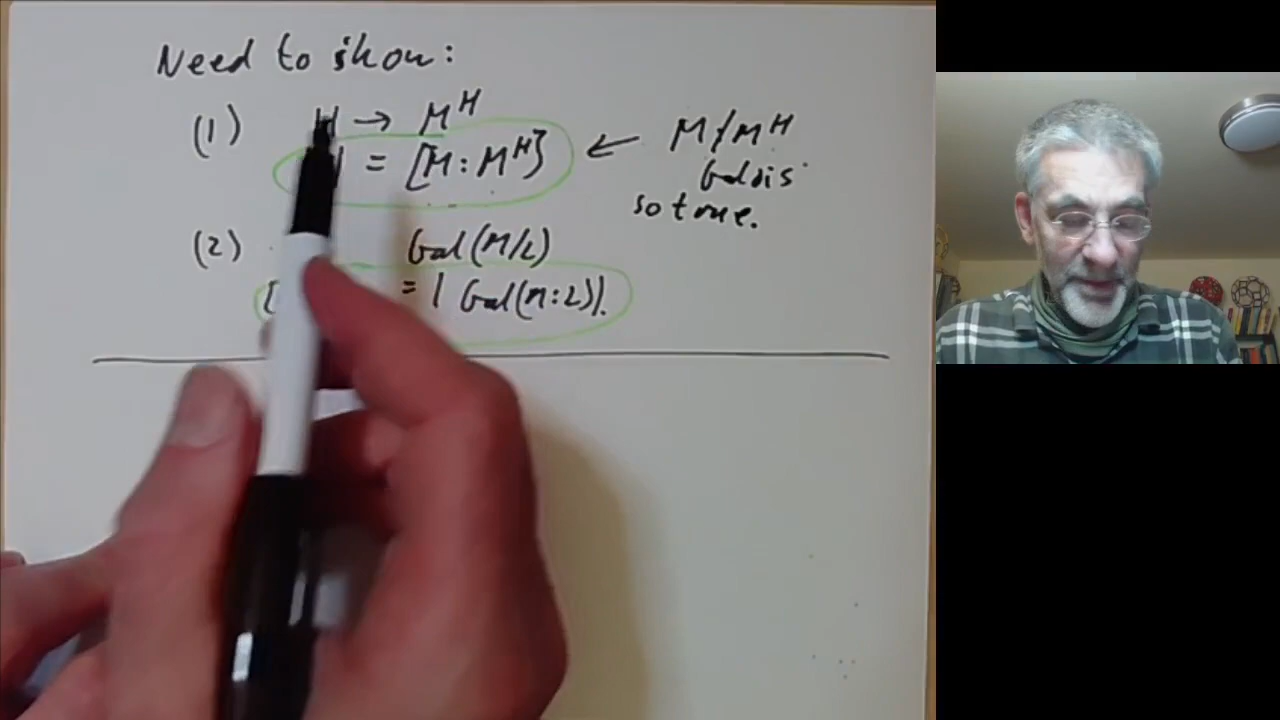 Need to show:
(1) H → M^H
= [M : M^H]
← M/M^H
Galois
so true.
(2) Gal(M/L)
[ = | Gal(M:L)|.